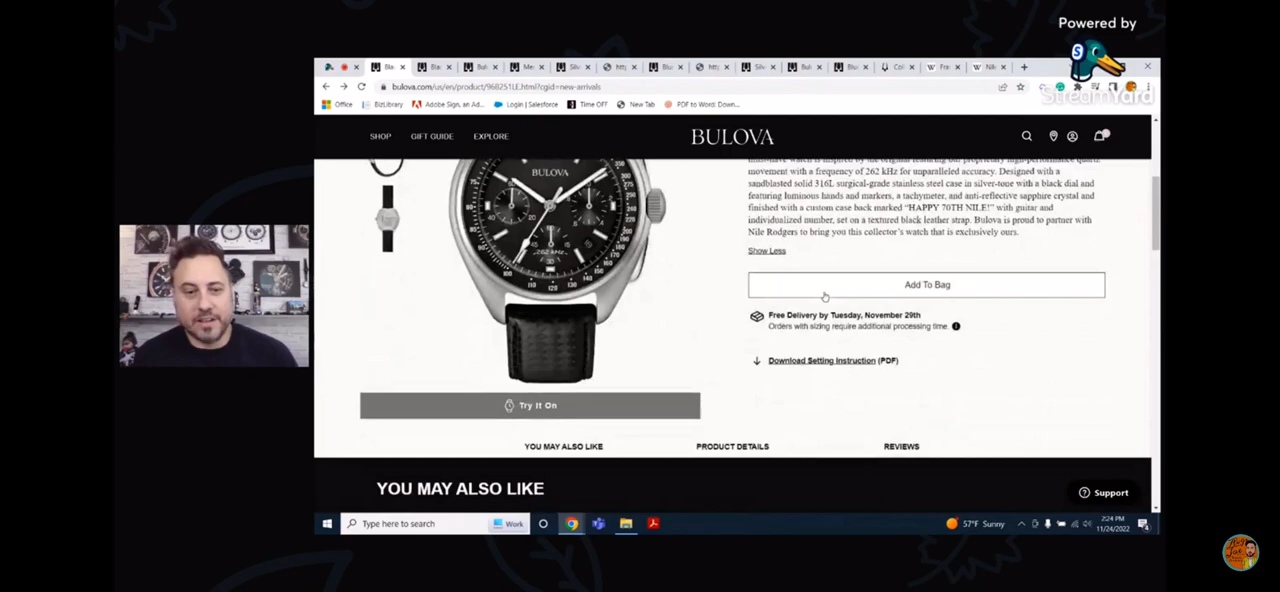 Powered by
StreamYard
bulova.com/us/en/product/96B251LE.html?cgid=new-arrivals
Office BizLibrary Adobe Sign, an Ad... Login | Salesforce Time OFF New Tab PDF to Word: Down...
SHOP GIFT GUIDE EXPLORE BULOVA
movement with a frequency of 262 kHz for unparalleled accuracy. Designed with a
sandblasted solid 316L surgical-grade stainless steel case in silver-tone with a black dial and
featuring luminous hands and markers, a tachymeter, and anti-reflective sapphire crystal and
finished with a custom case back marked “HAPPY 70TH NILE!” with guitar and
individualized number, set on a textured black leather strap. Bulova is proud to partner with
Nile Rodgers to bring you this collector’s watch that is exclusively ours.
Show Less
BULOVA
262 kHz
Add To Bag
Free Delivery by Tuesday, November 29th
Orders with sizing require additional processing time.
Download Setting Instruction (PDF)
Try It On
YOU MAY ALSO LIKE PRODUCT DETAILS REVIEWS
YOU MAY ALSO LIKE
Support
Type here to search Work 57°F Sunny 2:24 PM
11/24/2022